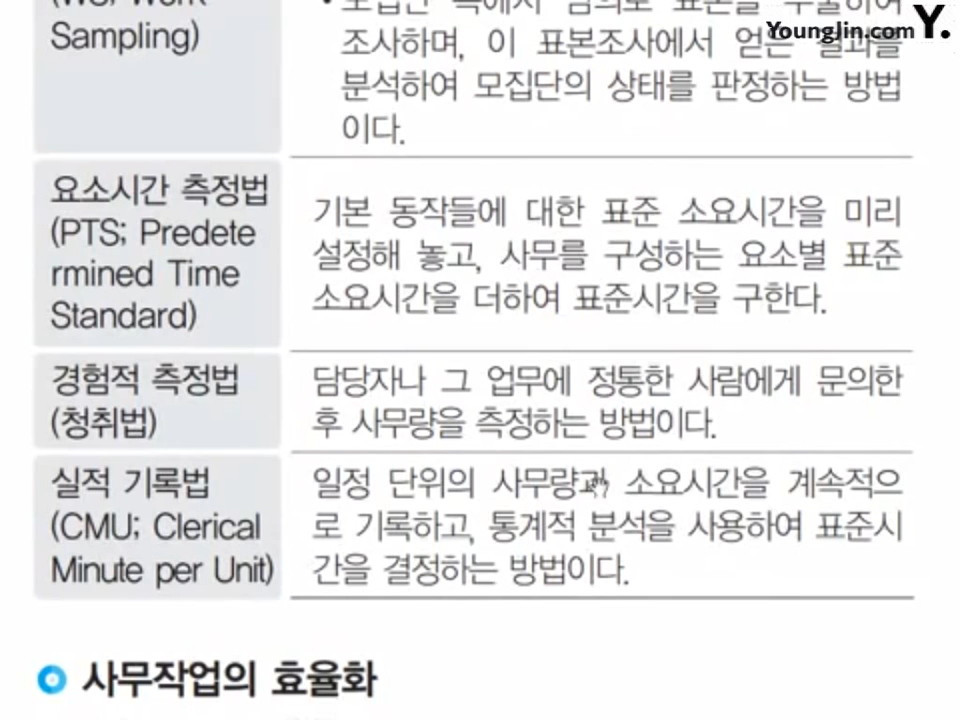 YoungJin.com Y.
Sampling)
조사하며, 이 표본조사에서 얻은 결과를
분석하여 모집단의 상태를 판정하는 방법
이다.
요소시간 측정법
(PTS; Predete
rmined Time
Standard)
기본 동작들에 대한 표준 소요시간을 미리
설정해 놓고, 사무를 구성하는 요소별 표준
소요시간을 더하여 표준시간을 구한다.
경험적 측정법
(청취법)
담당자나 그 업무에 정통한 사람에게 문의한
후 사무량을 측정하는 방법이다.
실적 기록법
(CMU; Clerical
Minute per Unit)
일정 단위의 사무량과 소요시간을 계속적으
로 기록하고, 통계적 분석을 사용하여 표준시
간을 결정하는 방법이다.
사무작업의 효율화